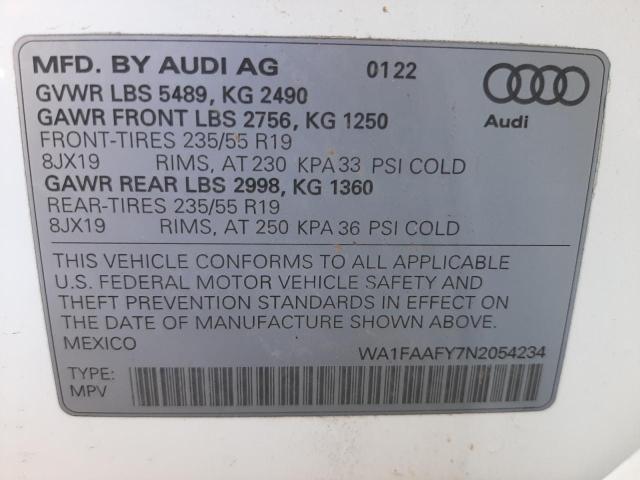 MFD. BY AUDI AG 0122
GVWR LBS 5489, KG 2490
GAWR FRONT LBS 2756, KG 1250
Audi
FRONT-TIRES 235/55 R19
8JX19 RIMS, AT 230 KPA 33 PSI COLD
GAWR REAR LBS 2998, KG 1360
REAR-TIRES 235/55 R19
8JX19 RIMS, AT 250 KPA 36 PSI COLD
THIS VEHICLE CONFORMS TO ALL APPLICABLE
U.S. FEDERAL MOTOR VEHICLE SAFETY AND
THEFT PREVENTION STANDARDS IN EFFECT ON
THE DATE OF MANUFACTURE SHOWN ABOVE.
MEXICO WA1FAAFY7N2054234
TYPE:
MPV